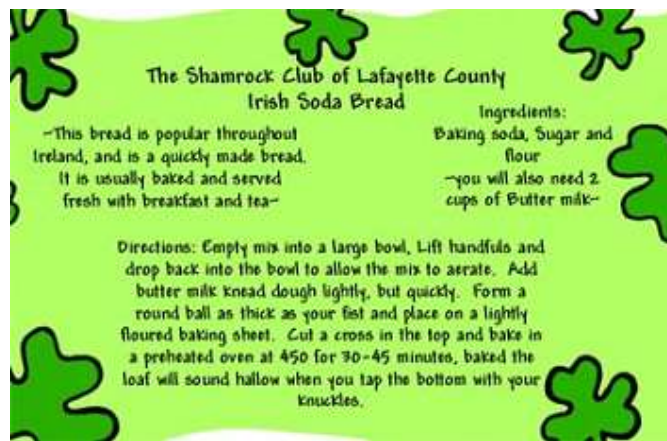 The Shamrock Club of Lafayette County
Irish Soda Bread
~This bread is popular throughout
Ireland, and is a quickly made bread.
It is usually baked and served
fresh with breakfast and tea~
Ingredients:
Baking soda, Sugar and
flour
~you will also need 2
cups of Butter milk~
Directions: Empty mix into a large bowl, Lift handfuls and
drop back into the bowl to allow the mix to aerate. Add
butter milk knead dough lightly, but quickly. Form a
round ball as thick as your fist and place on a lightly
floured baking sheet. Cut a cross in the top and bake in
a preheated oven at 450 for 30-45 minutes, baked the
loaf will sound hallow when you tap the bottom with your
knuckles.